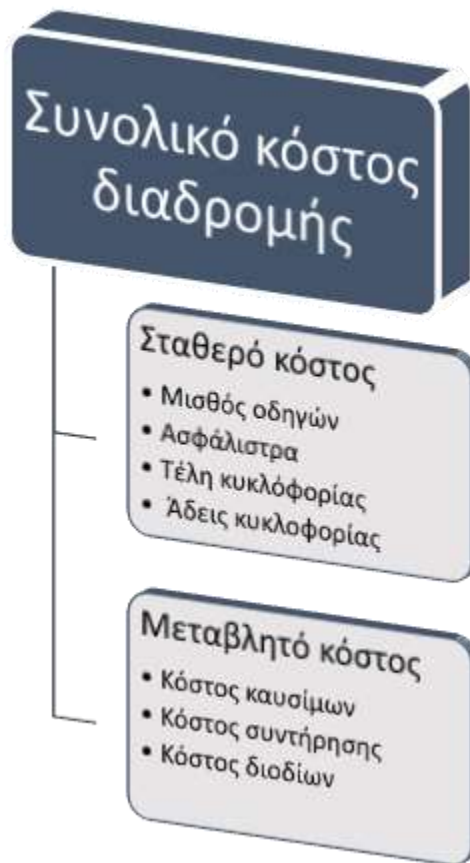 Συνολικό κόστος
διαδρομής
Σταθερό κόστος
• Μισθός οδηγών
• Ασφάλιστρα
• Τέλη κυκλόφορίας
• Άδεις κυκλοφορίας
Μεταβλητό κόστος
• Κόστος καυσίμων
• Κόστος συντήρησης
• Κόστος διοδίων